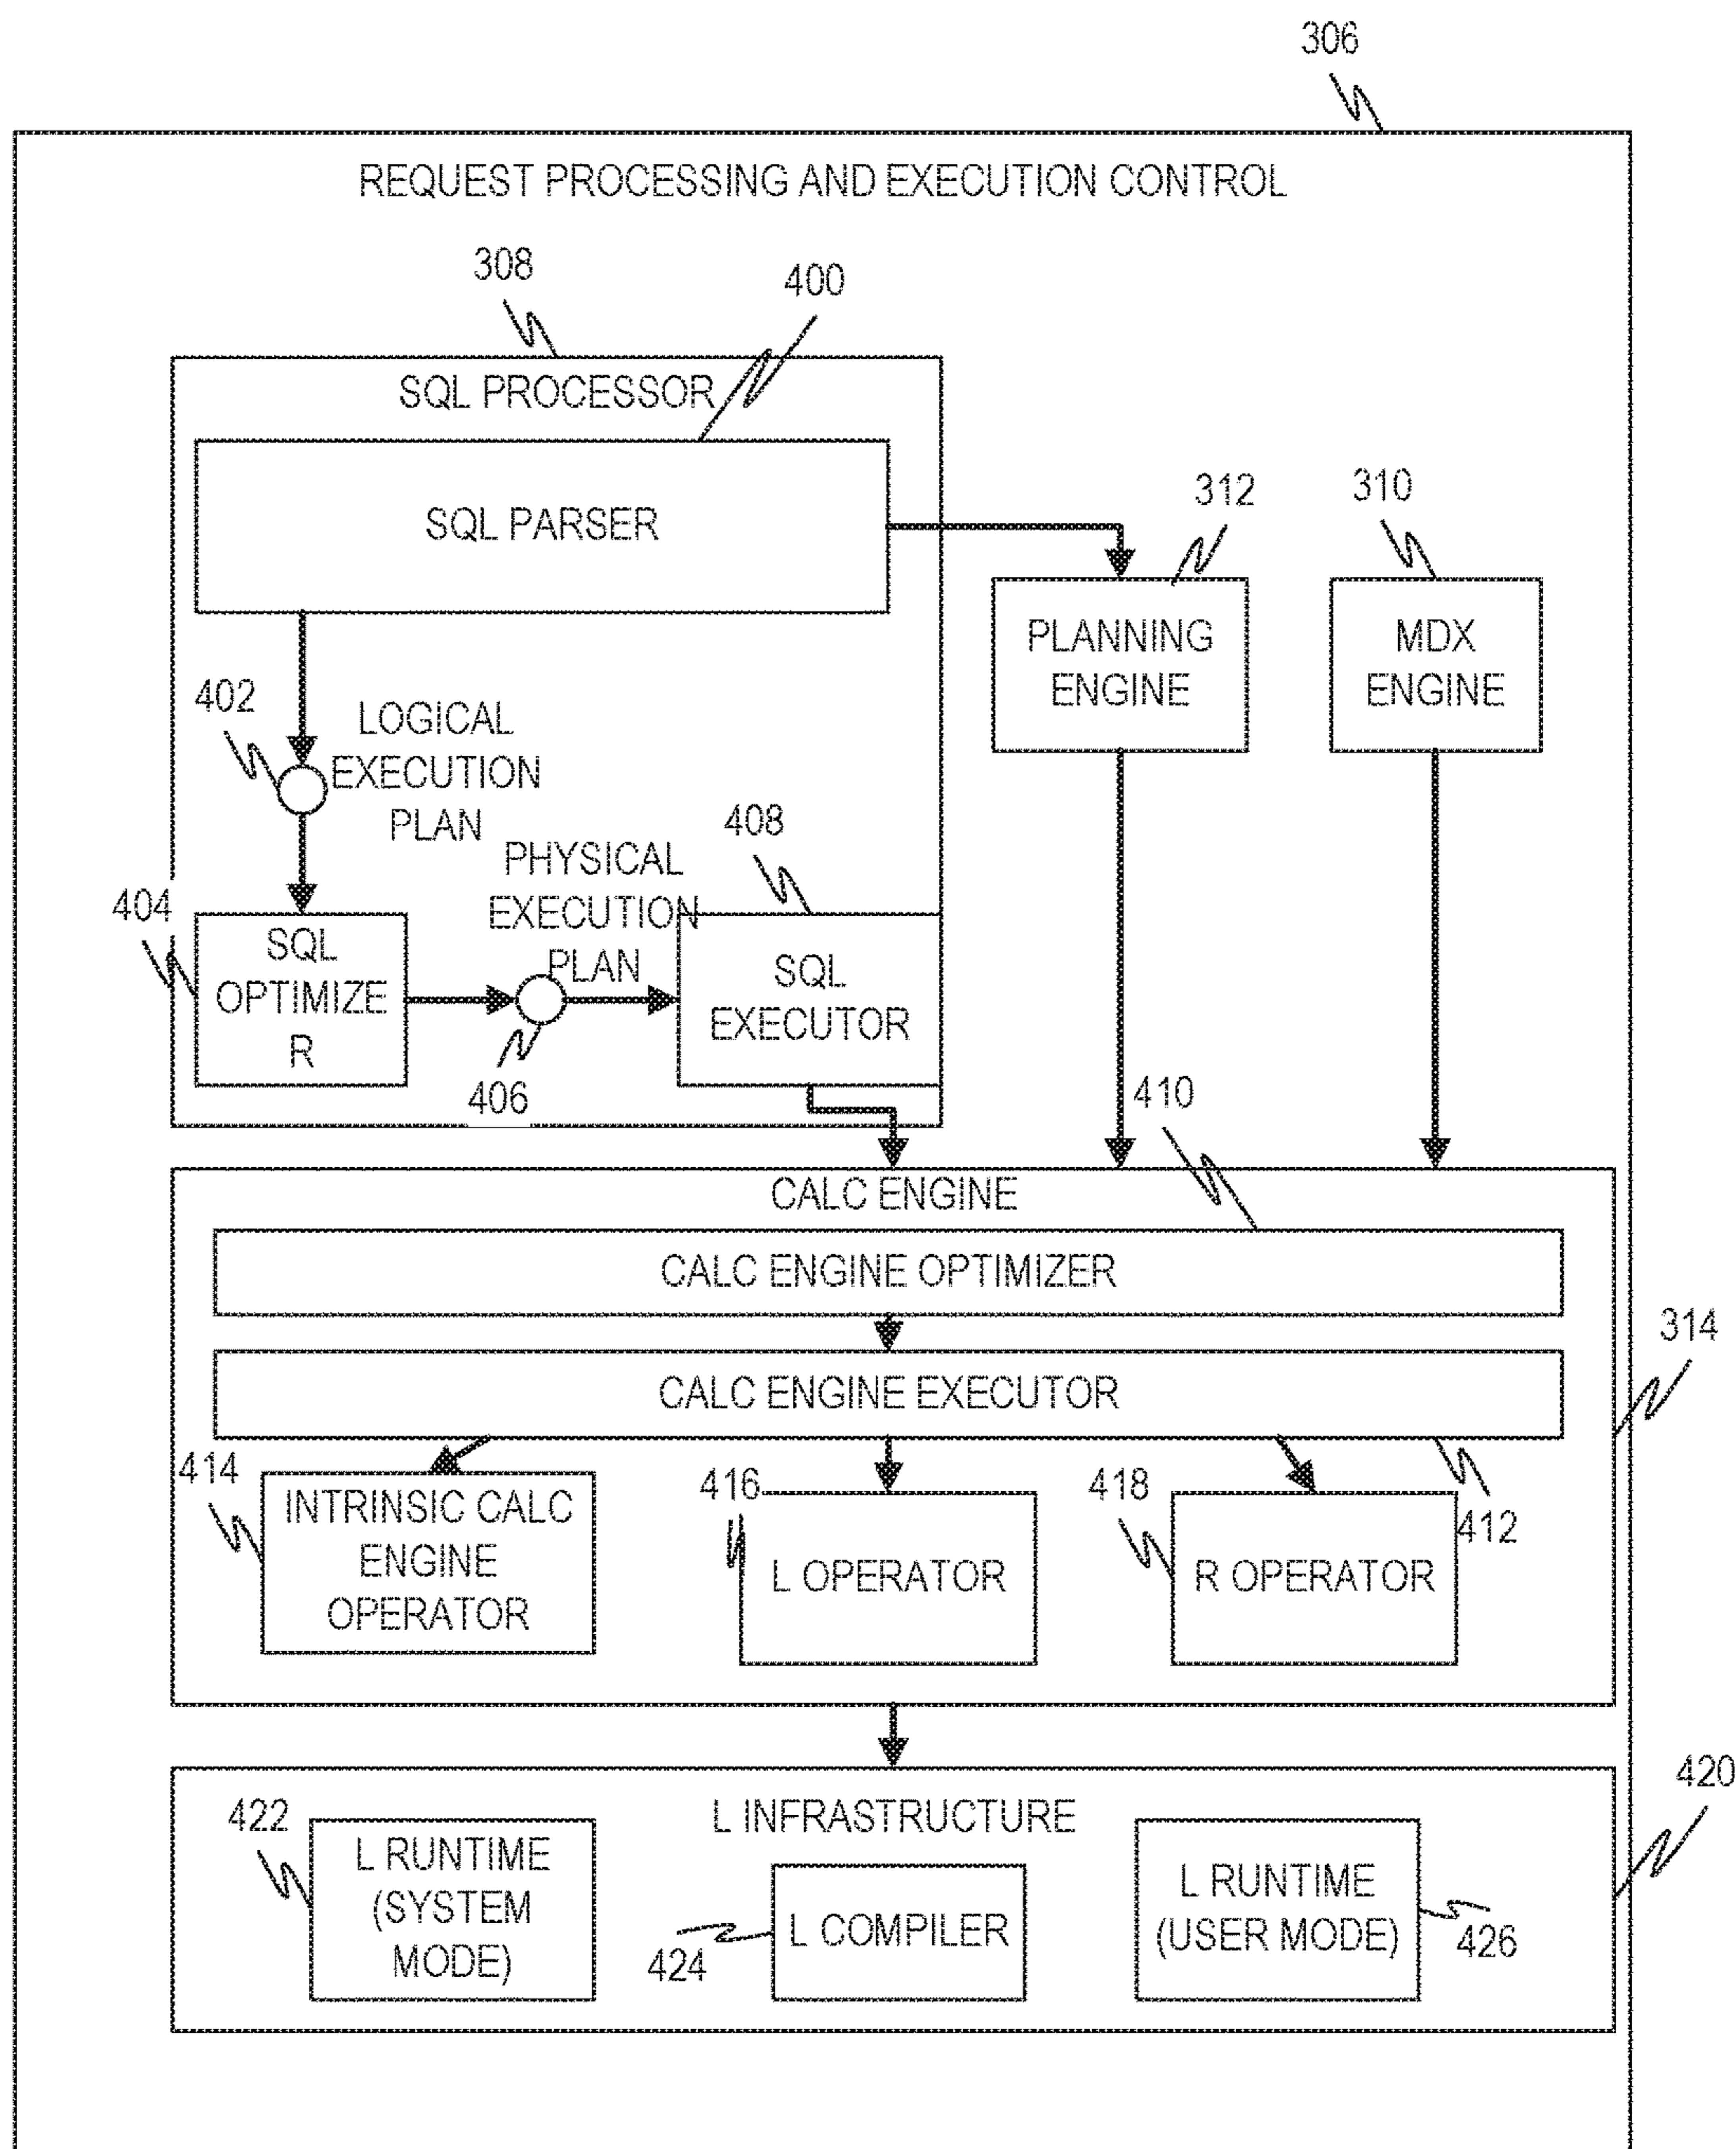 306
REQUEST PROCESSING AND EXECUTION CONTROL
308
400
SQL PROCESSOR
SQL PARSER
312
310
PLANNING
ENGINE
MDX
ENGINE
402
LOGICAL
EXECUTION
PLAN
408
PHYSICAL
EXECUTION
PLAN
404
SQL
OPTIMIZE
R
SQL
EXECUTOR
406
410
CALC ENGINE
CALC ENGINE OPTIMIZER
314
CALC ENGINE EXECUTOR
414
INTRINSIC CALC
ENGINE
OPERATOR
416
L OPERATOR
418
R OPERATOR
412
420
L INFRASTRUCTURE
422
L RUNTIME
(SYSTEM
MODE)
424
L COMPILER
L RUNTIME
(USER MODE)
426